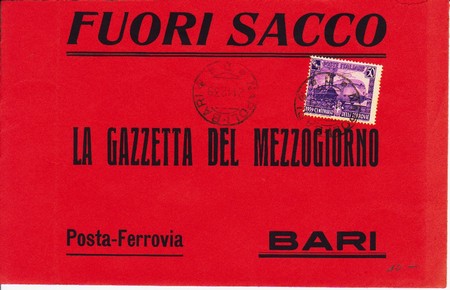 FUORI SACCO
LA GAZZETTA DEL MEZZOGIORNO
Posta-Ferrovia
BARI